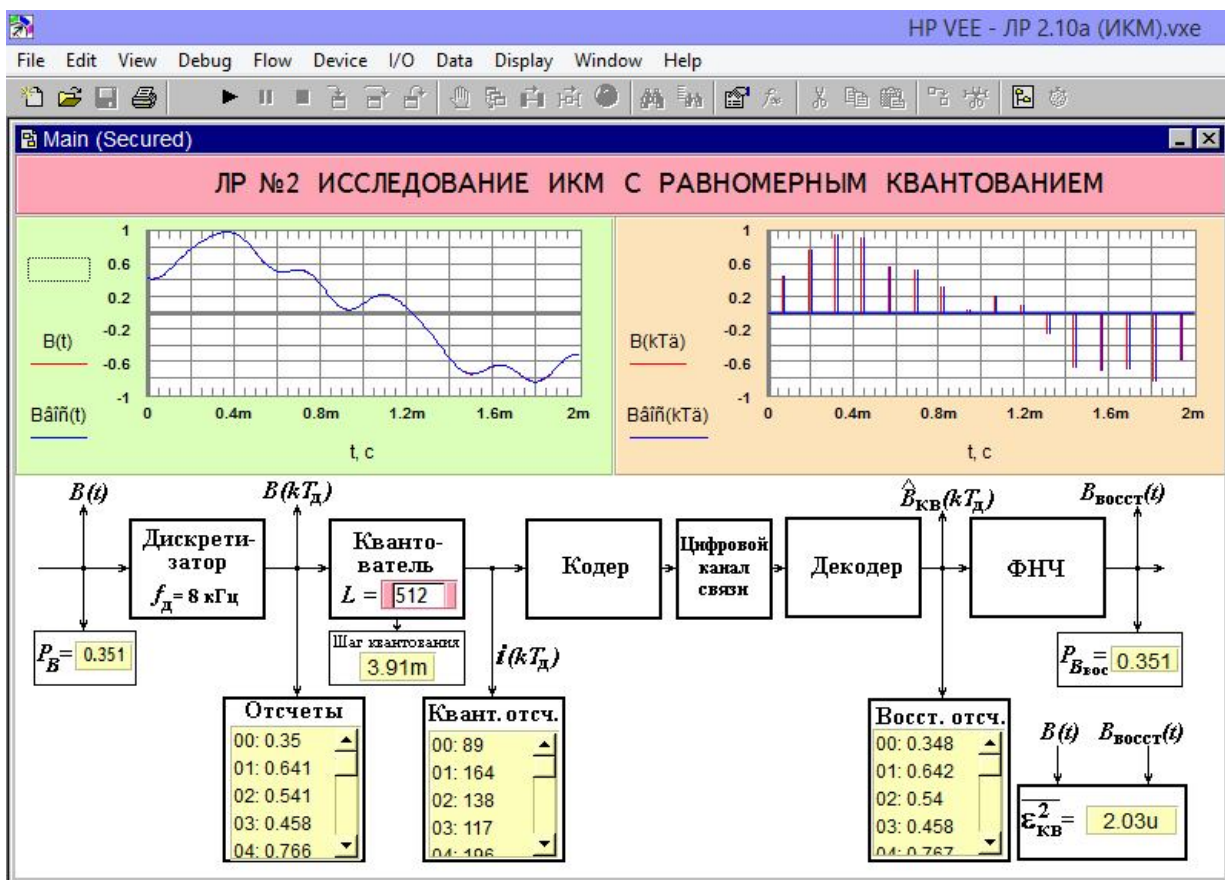 HP VEE - ЛР 2.10a (ИКМ).vxe
File Edit View Debug Flow Device I/O Data Display Window Help
Main (Secured)
ЛР №2 ИССЛЕДОВАНИЕ ИКМ С РАВНОМЕРНЫМ КВАНТОВАНИЕМ
1
0.6
0.2
-0.2
-0.6
-1
B(t)
Bâîñ(t)
0 0.4m 0.8m 1.2m 1.6m 2m
t, c
1
0.6
0.2
-0.2
-0.6
-1
B(kTä)
Bâîñ(kTä)
0 0.4m 0.8m 1.2m 1.6m 2m
t, c
B(t)
B(kTд)
B̂кв(kTд)
Bвосст(t)
Дискрети-
затор
fд= 8 кГц
Кванто-
ватель
L = 512
Кодер
Цифровой
канал
связи
Декодер
ФНЧ
PB= 0.351
Шаг квантования
3.91m
i(kTд)
PBвос= 0.351
Отсчеты
00: 0.35
01: 0.641
02: 0.541
03: 0.458
04: 0.766
Квант. отсч.
00: 89
01: 164
02: 138
03: 117
04: 196
Восст. отсч.
00: 0.348
01: 0.642
02: 0.54
03: 0.458
04: 0.767
B(t) Bвосст(t)
ε²кв= 2.03u